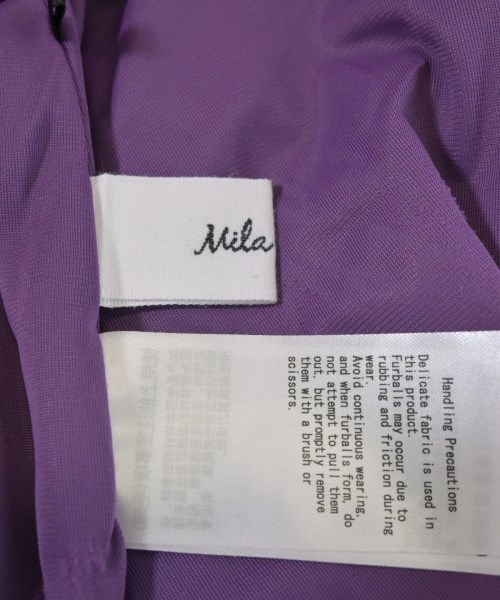 Mila
Handling Precautions
Delicate fabric is used in
this product.
Furballs may occur due to
rubbing and friction during
wear.
Avoid continuous wearing,
and when furballs form, do
not attempt to pull them
out, but promptly remove
them with a brush or
scissors.